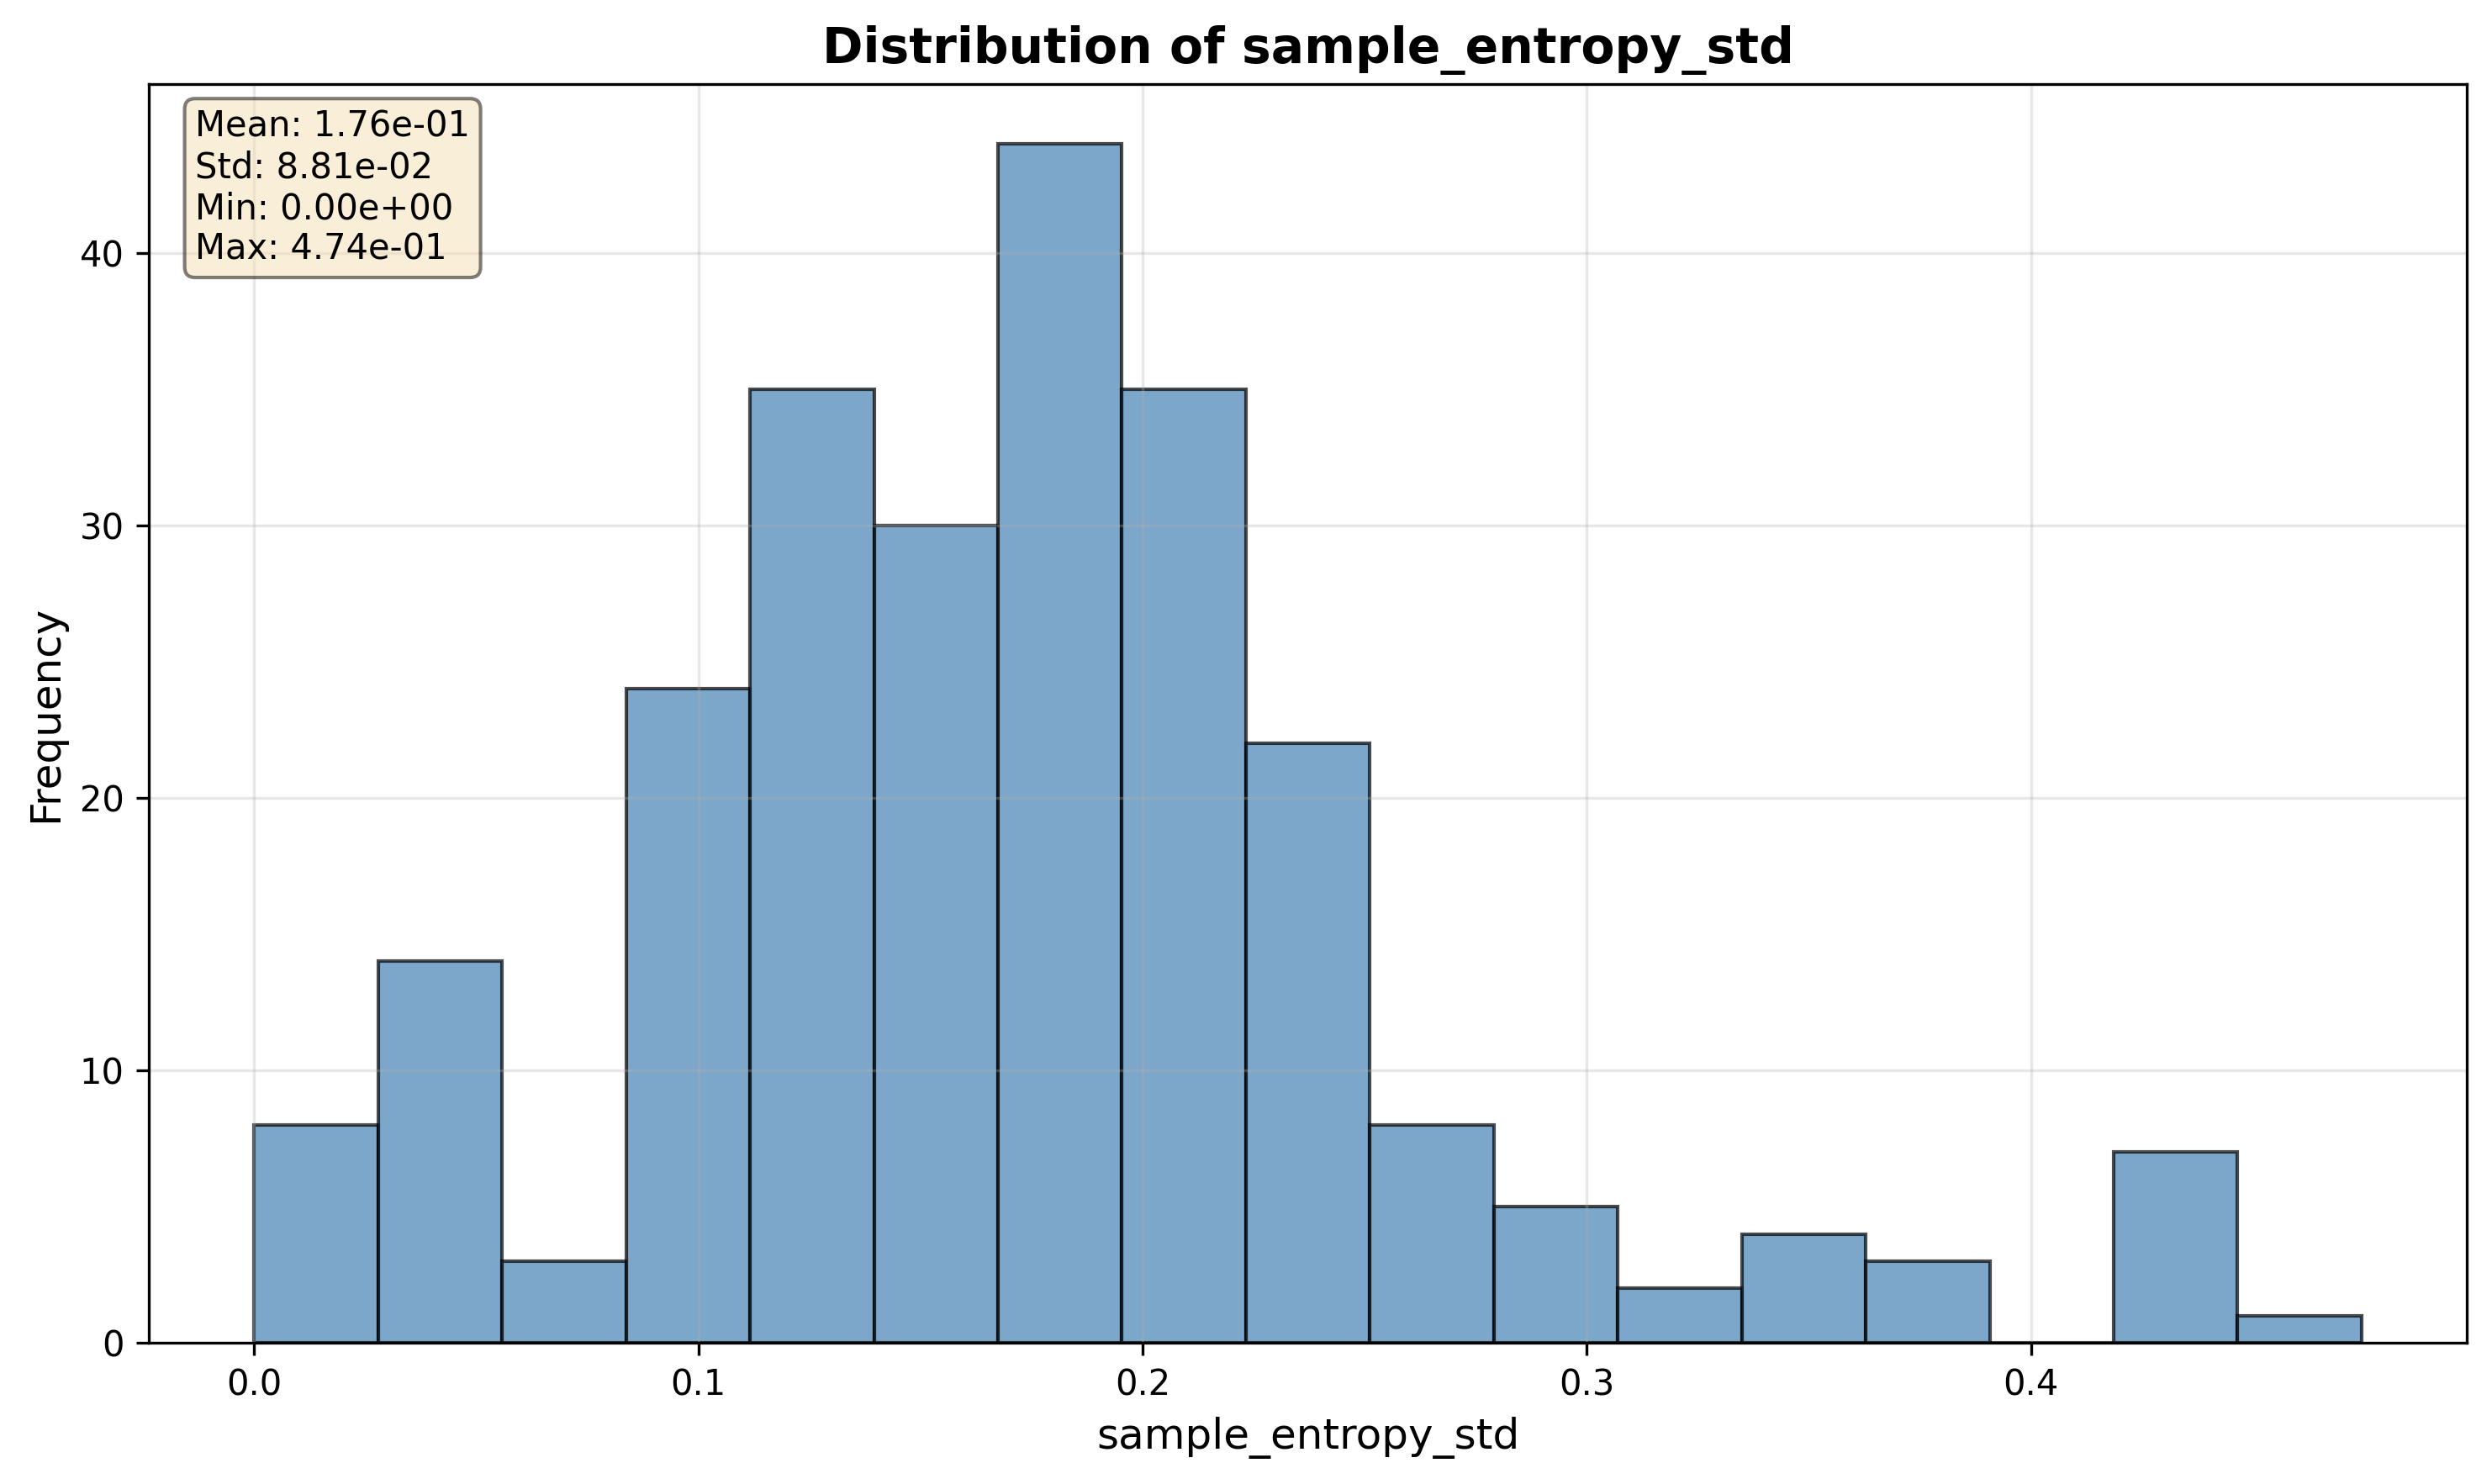 Distribution of sample_entropy_std
Mean: 1.76e-01
Std: 8.81e-02
Min: 0.00e+00
Max: 4.74e-01
Frequency
40
30
20
10
0
0.0 0.1 0.2 0.3 0.4
sample_entropy_std